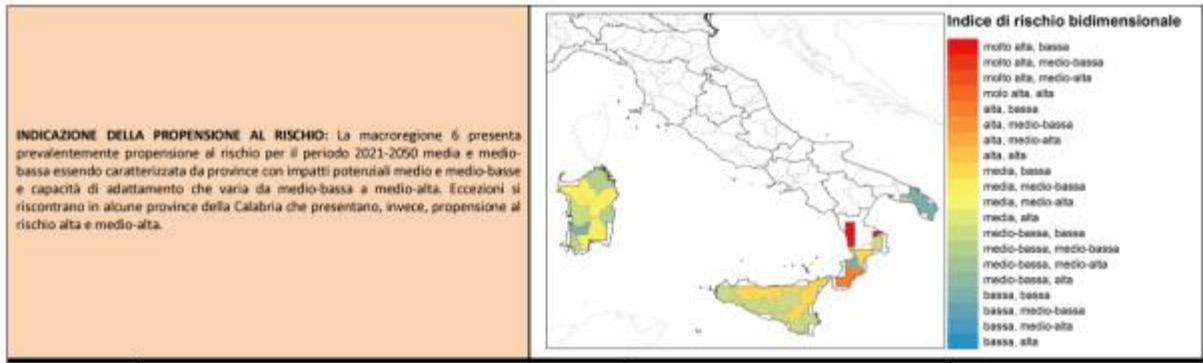 INDICAZIONE DELLA PROPENSIONE AL RISCHIO: La macroregione 6 presenta
prevalentemente propensione al rischio per il periodo 2021-2050 media e medio-
bassa essendo caratterizzata da province con impatti potenziali medio e medio-basse
e capacità di adattamento che varia da medio-bassa a medio-alta. Eccezioni si
riscontrano in alcune province della Calabria che presentano, invece, propensione al
rischio alta e medio-alta.
Indice di rischio bidimensionale
molto alta, bassa
molto alta, medio-bassa
molto alta, medio-alta
molo alta, alta
alta, bassa
alta, medio-bassa
alta, medio-alta
alta, alta
media, bassa
media, medio-bassa
media, medio-alta
media, alta
medio-bassa, bassa
medio-bassa, medio-bassa
medio-bassa, medio-alta
medio-bassa, alta
bassa, bassa
bassa, medio-bassa
bassa, medio-alta
bassa, alta